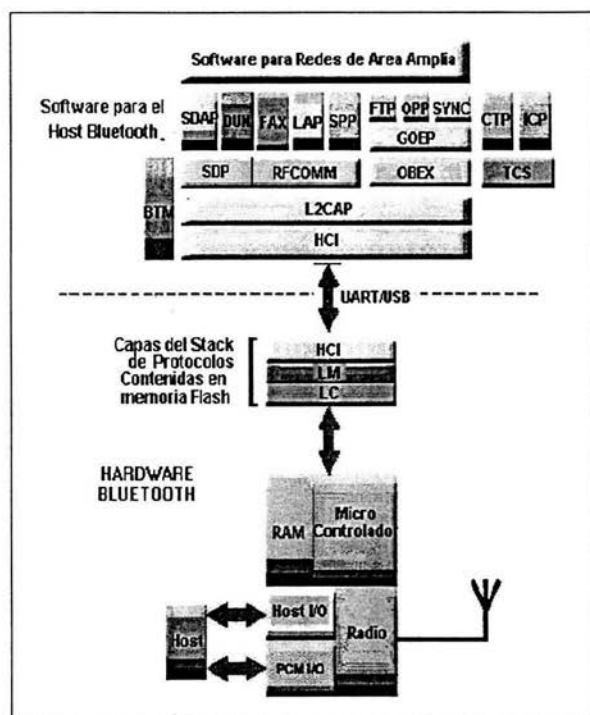 Software para Redes de Area Amplia
Software para el
Host Bluetooth
SDAP DUN FAX LAP SPP FTP OPP SYNC CTP ICP
GOEP
SDP RFCOMM OBEX TCS
BTM
L2CAP
HCI
UART/USB
Capas del Stack
de Protocolos
Contenidas en
memoria Flash
HCI
LM
LC
HARDWARE
BLUETOOTH
RAM
Micro
Controlado
Host I/O
Radio
Host
PCM I/O